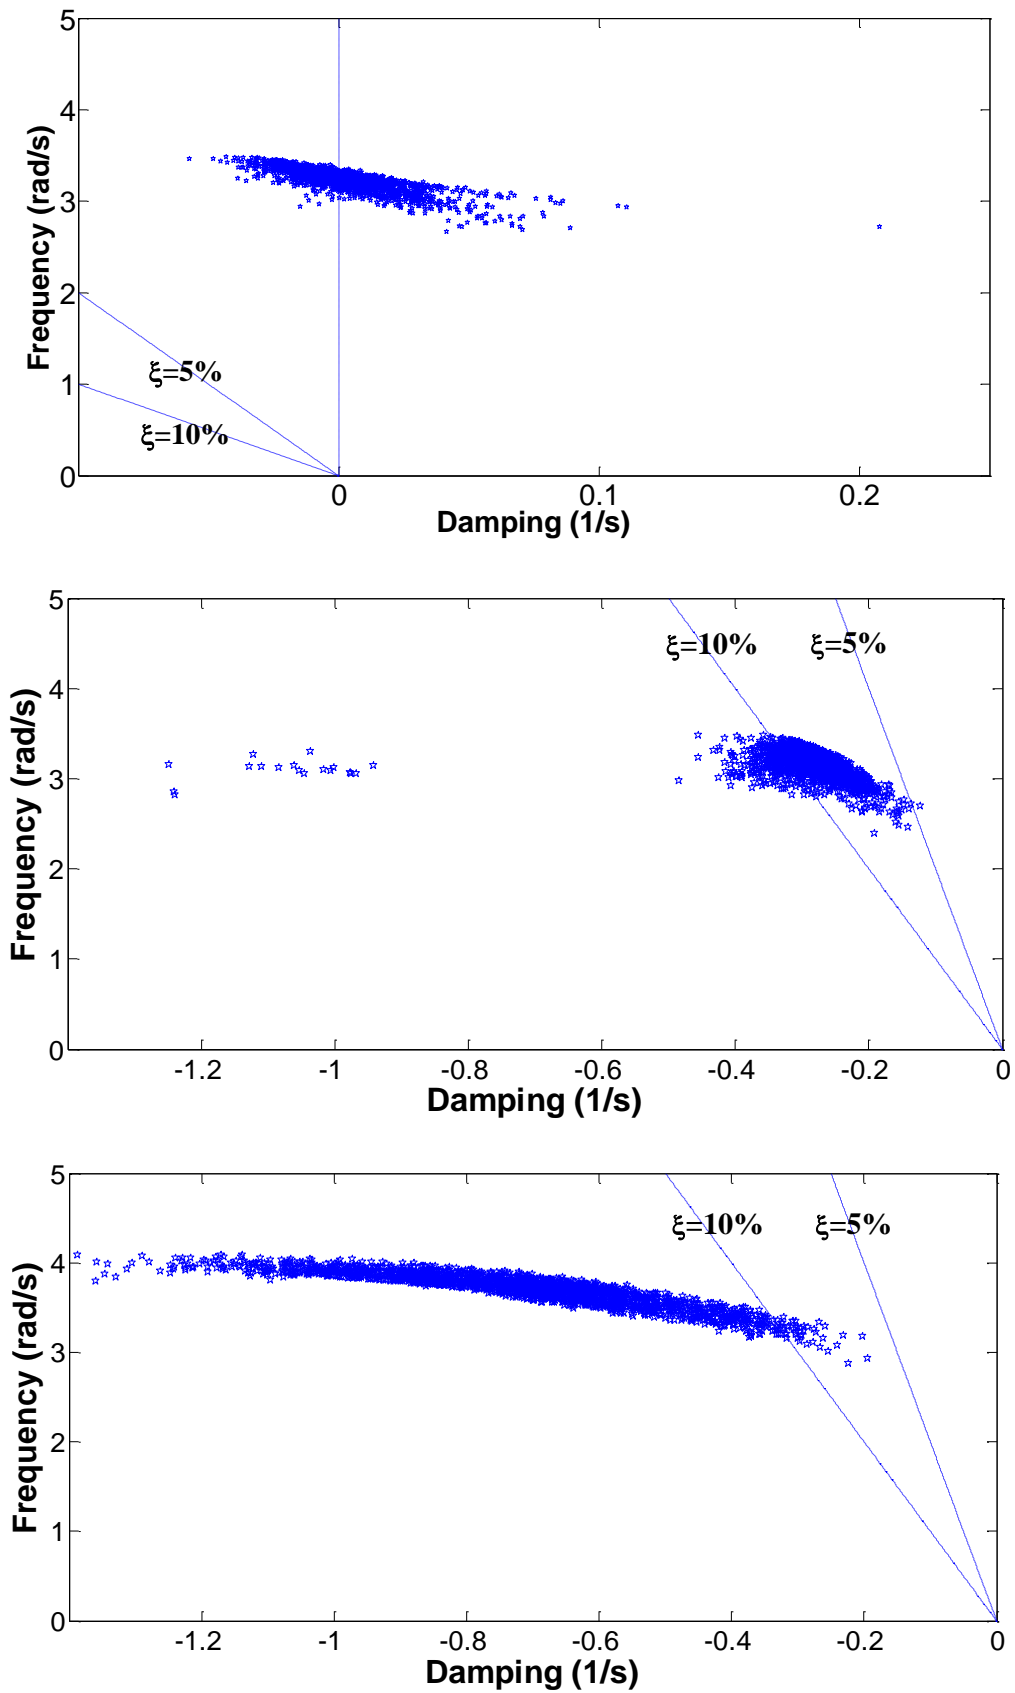 5
4
3
2
1
0
Frequency (rad/s)
ξ=5%
ξ=10%
0
0.1
0.2
Damping (1/s)
5
4
3
2
1
0
Frequency (rad/s)
ξ=10%
ξ=5%
-1.2
-1
-0.8
-0.6
-0.4
-0.2
0
Damping (1/s)
5
4
3
2
1
0
Frequency (rad/s)
ξ=10%
ξ=5%
-1.2
-1
-0.8
-0.6
-0.4
-0.2
0
Damping (1/s)